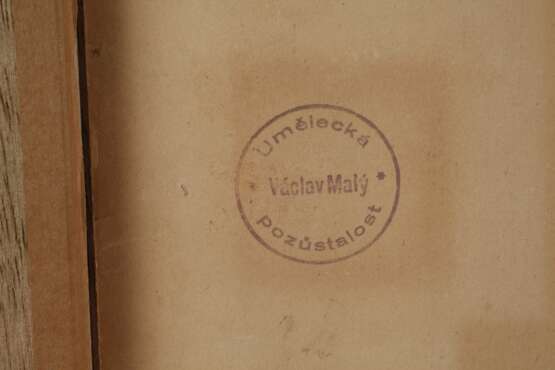 Umělecká
Václav Malý
pozůstalost